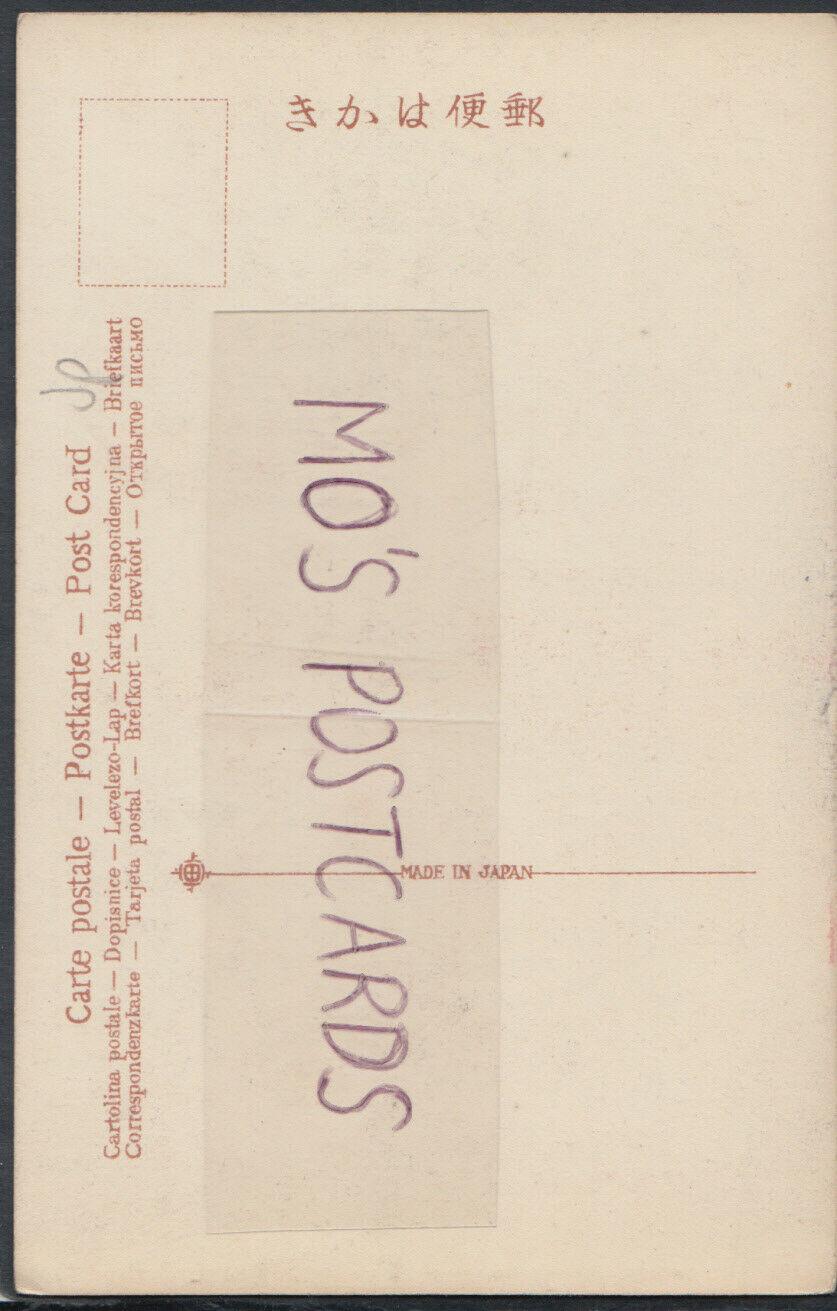 郵便はかき
Carte postale — Postkarte — Post Card
Cartolina postale — Dopisnice — Levelezo-Lap — Karta korespondencyjna — Briefkaart
Correspondenzkarte — Tarjeta postal — Brefkort — Brevkort — Открытое письмо
JP
MO'S POSTCARDS
MADE IN JAPAN